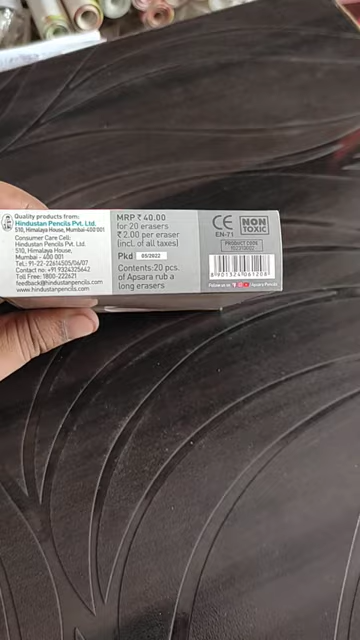 Quality products from:
Hindustan Pencils Pvt. Ltd.
510, Himalaya House, Mumbai-400 001
Consumer Care Cell:
Hindustan Pencils Pvt. Ltd.
510, Himalaya House,
Mumbai - 400 001
Tel.: 91-22-22614505/06/07
Contact no: +91 9324325642
Toll Free: 1800-222621
feedback@hindustanpencils.com
www.hindustanpencils.com
MRP ₹ 40.00
for 20 erasers
₹2.00 per eraser
(incl. of all taxes)
Pkd 05/2022
Contents: 20 pcs.
of Apsara rub a
long erasers
CE
EN-71
NON
TOXIC
PRODUCT CODE
8 901324 061208
Follow us on
Apsara Pencils